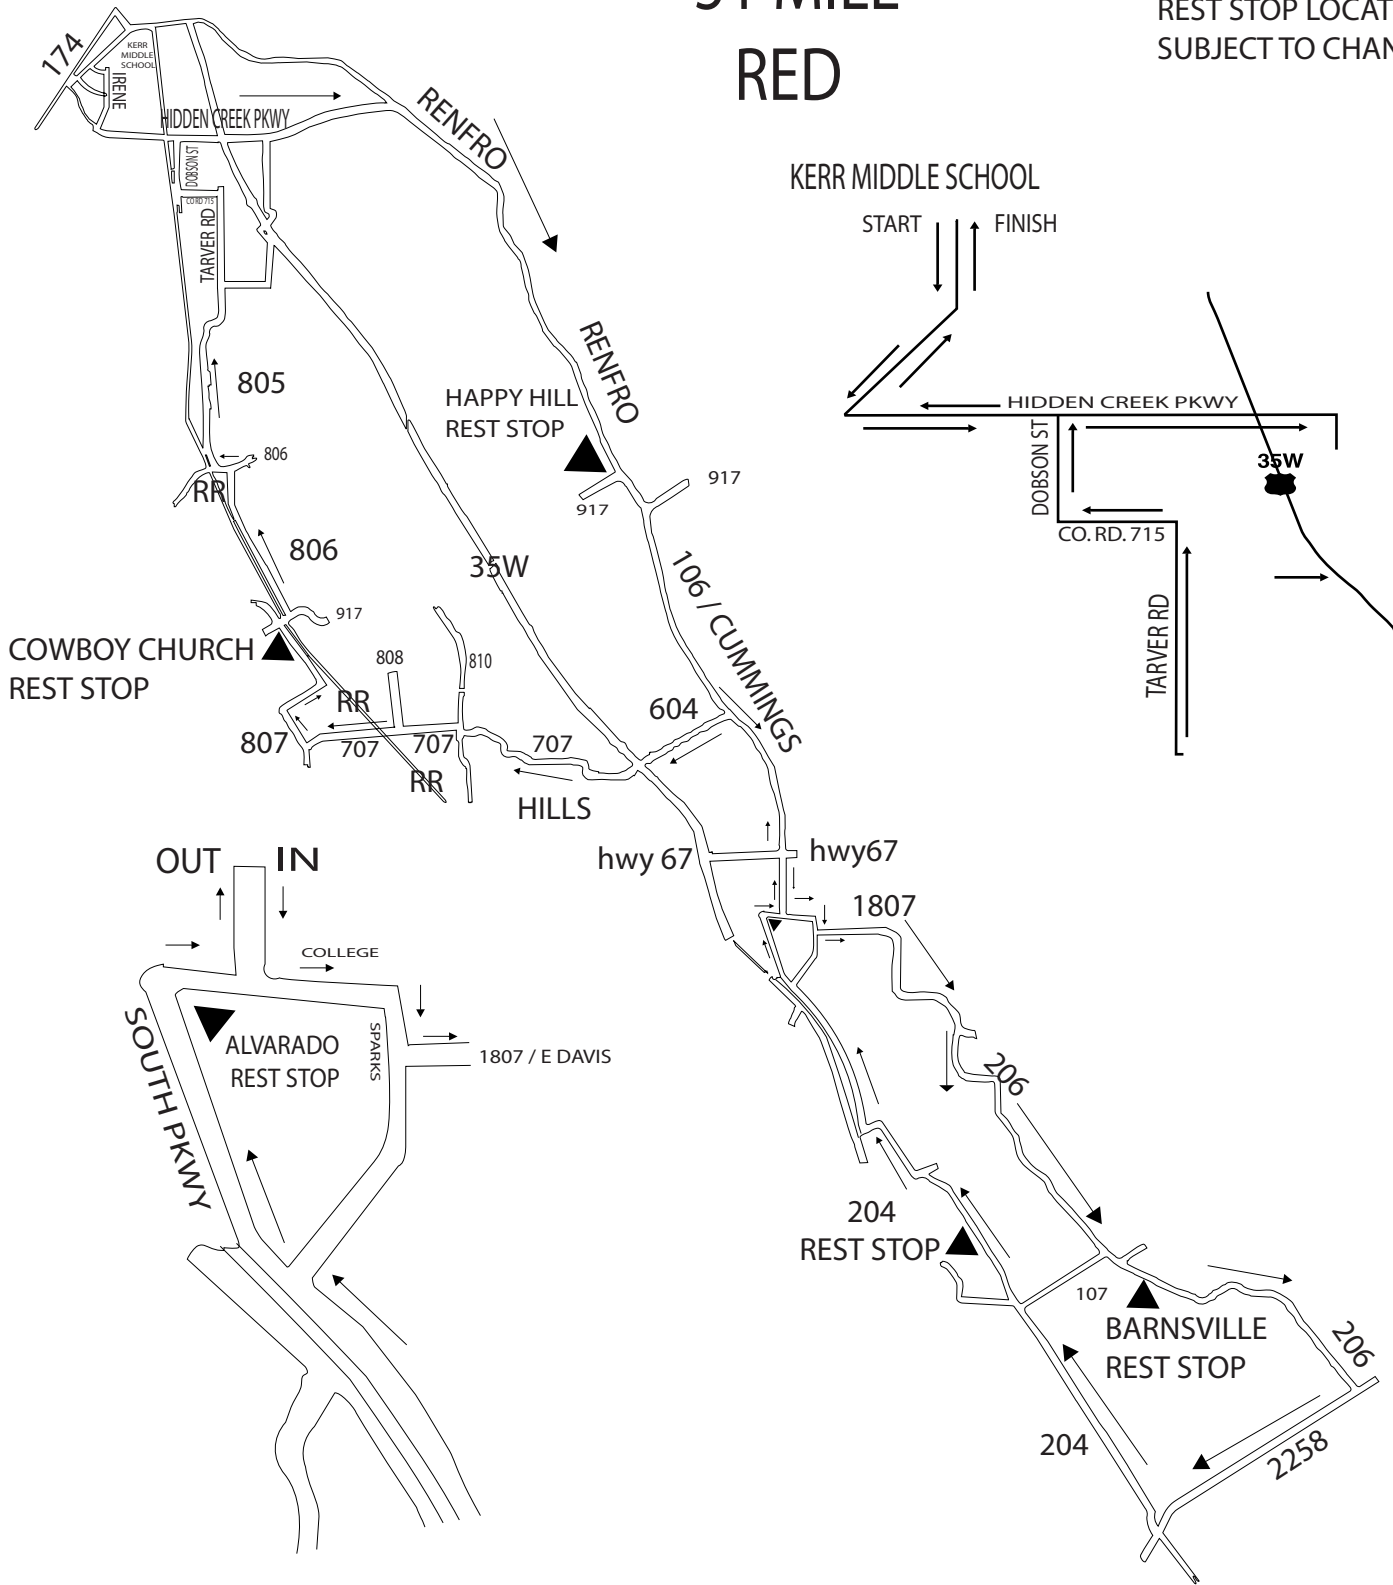 MILE
RED
REST STOP LOCAT
SUBJECT TO CHAN
174
KERR
MIDDLE
SCHOOL
IRENE
HIDDEN CREEK PKWY
RENFRO
DOBSON ST
CO RD 715
TARVER RD
KERR MIDDLE SCHOOL
START
FINISH
HIDDEN CREEK PKWY
DOBSON ST
35W
CO. RD. 715
TARVER RD
RENFRO
805
HAPPY HILL
REST STOP
806
RR
917
917
806
35W
106 / CUMMINGS
917
COWBOY CHURCH
REST STOP
808
810
RR
604
807
707
707
707
RR
HILLS
hwy 67
hwy67
OUT
IN
1807
COLLEGE
SOUTH PKWY
ALVARADO
REST STOP
SPARKS
1807 / E DAVIS
206
204
REST STOP
107
BARNSVILLE
REST STOP
206
204
2258